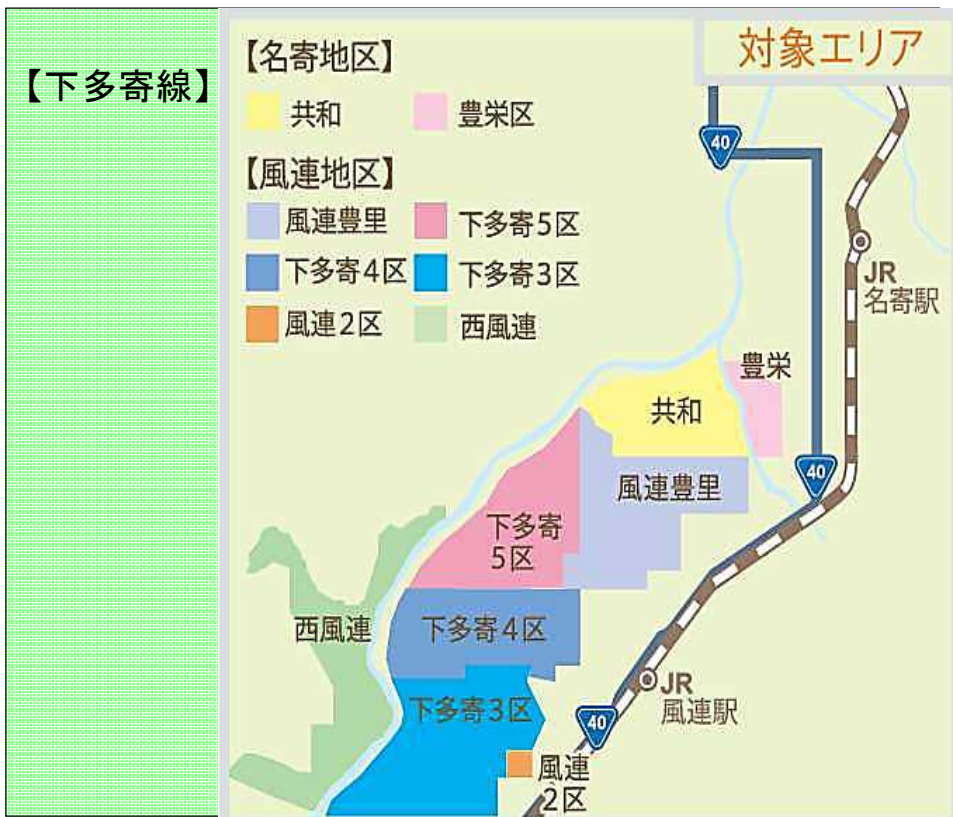 【下多寄線】
【名寄地区】
対象エリア
共和
豊栄区
【風連地区】
風連豊里
下多寄5区
下多寄4区
下多寄3区
風連2区
西風連
40
JR
名寄駅
豊栄
共和
40
風連豊里
下多寄
5区
西風連
下多寄4区
JR
風連駅
下多寄3区
40
風連
2区